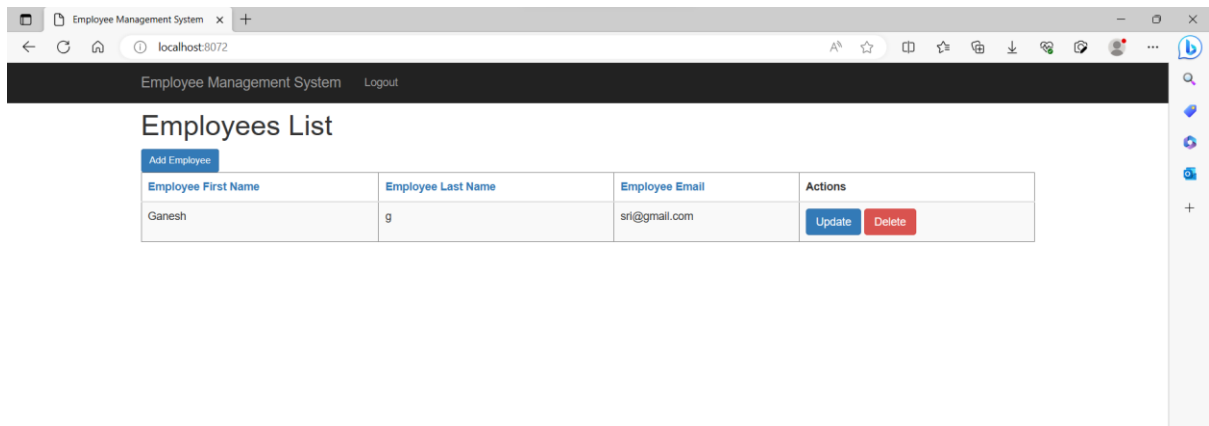 Employee Management System
localhost:8072
Employee Management System Logout
Employees List
Add Employee
Employee First Name Employee Last Name Employee Email Actions
Ganesh g sri@gmail.com Update Delete